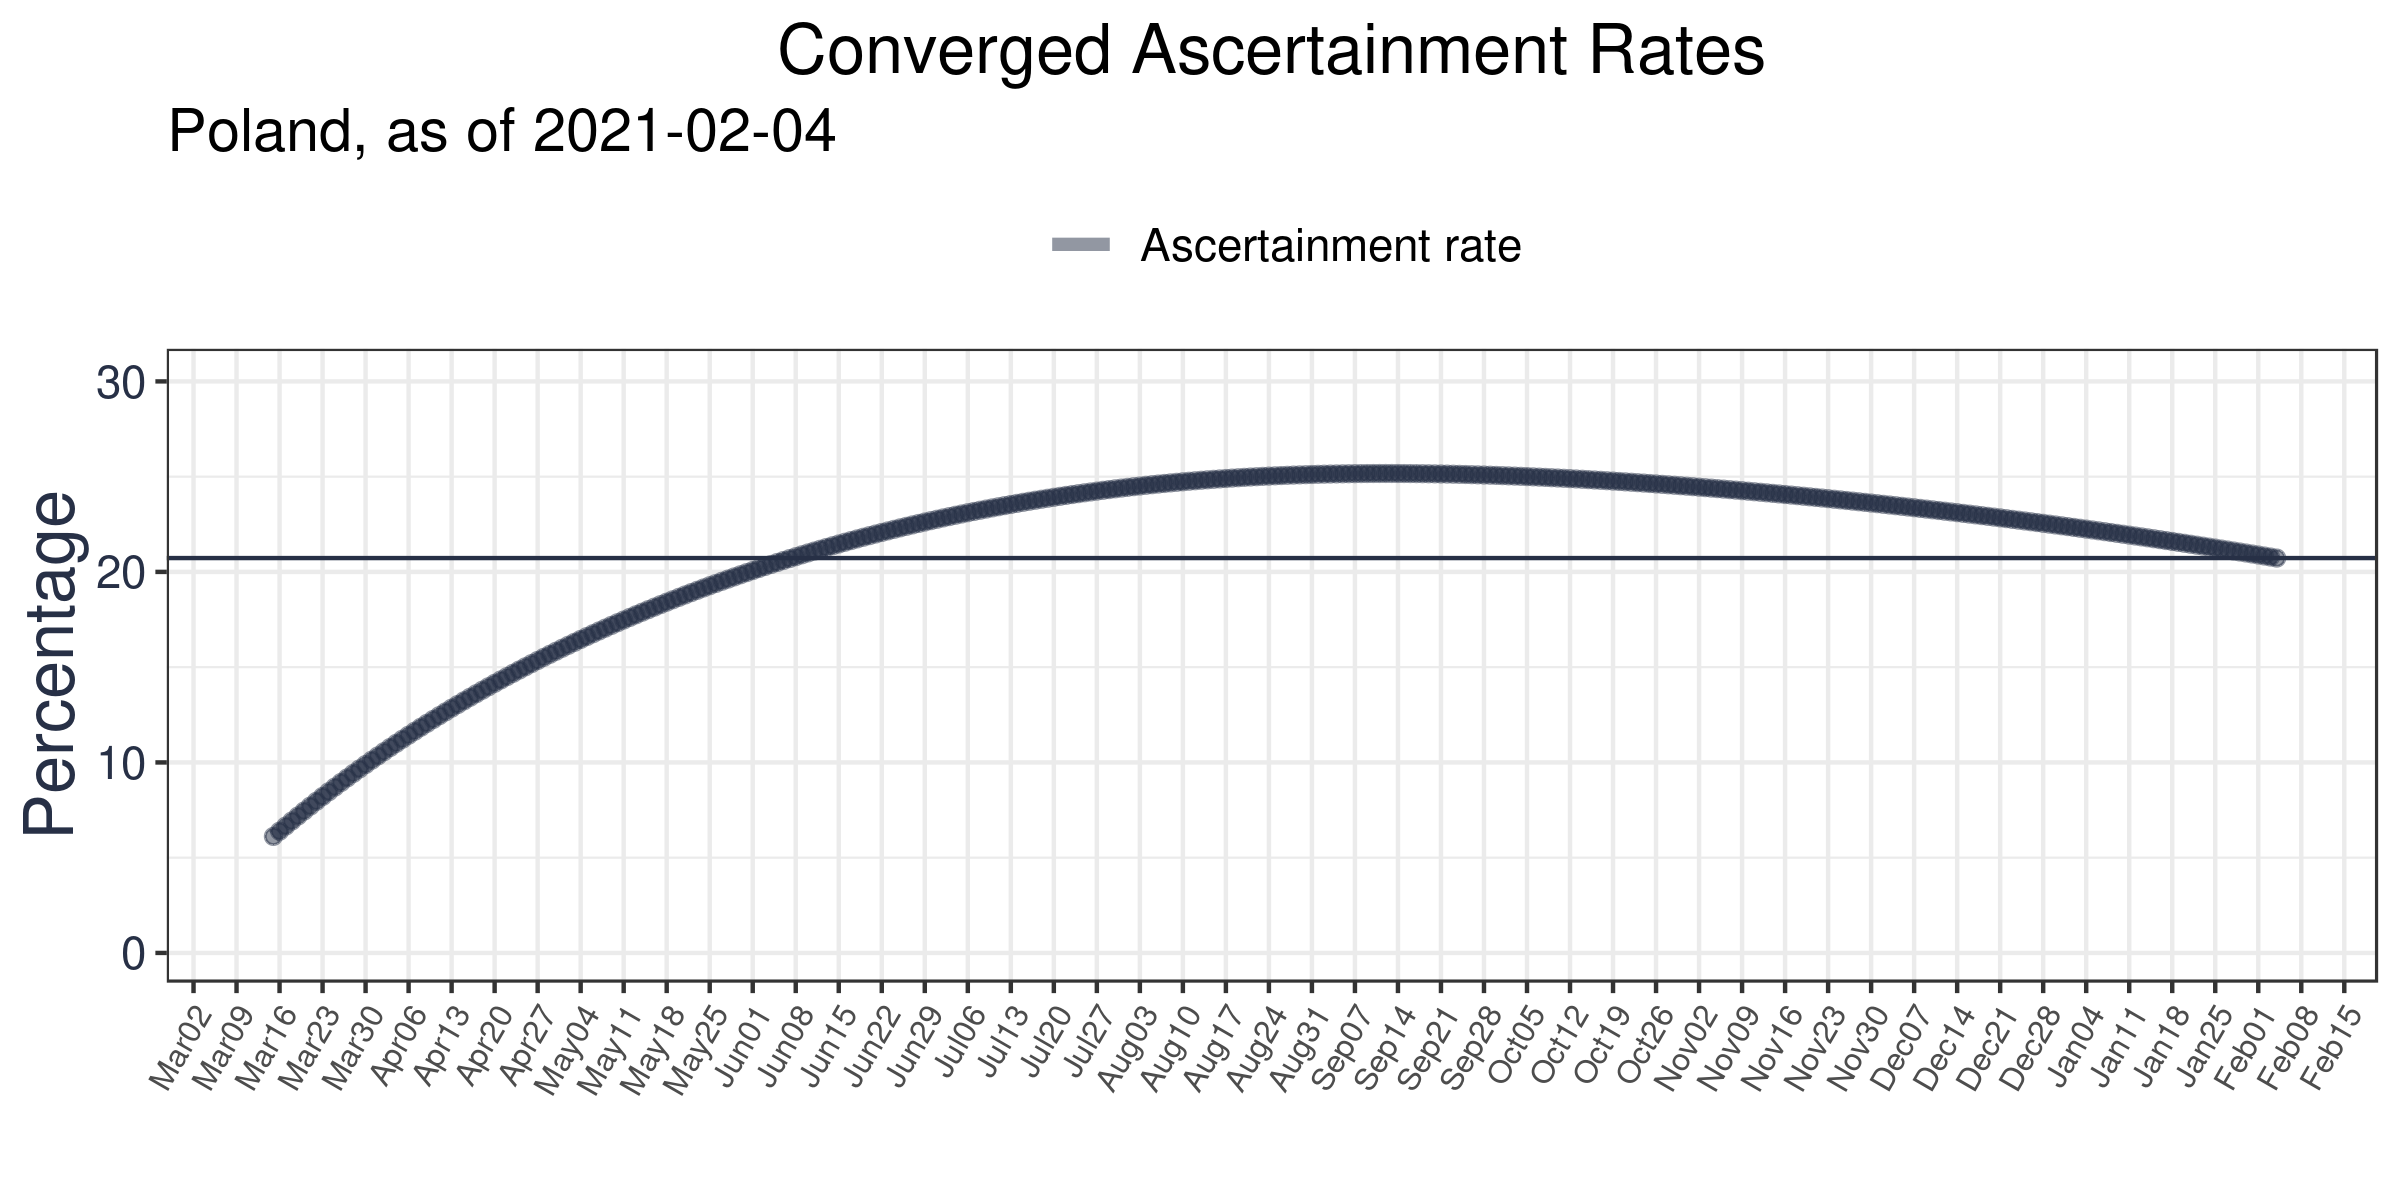 Converged Ascertainment Rates
Poland, as of 2021-02-04
Ascertainment rate
Percentage
30
20
10
0
Mar02 Mar09 Mar16 Mar23 Mar30 Apr06 Apr13 Apr20 Apr27 May04 May11 May18 May25 Jun01 Jun08 Jun15 Jun22 Jun29 Jul06 Jul13 Jul20 Jul27 Aug03 Aug10 Aug17 Aug24 Aug31 Sep07 Sep14 Sep21 Sep28 Oct05 Oct12 Oct19 Oct26 Nov02 Nov09 Nov16 Nov23 Nov30 Dec07 Dec14 Dec21 Dec28 Jan04 Jan11 Jan18 Jan25 Feb01 Feb08 Feb15